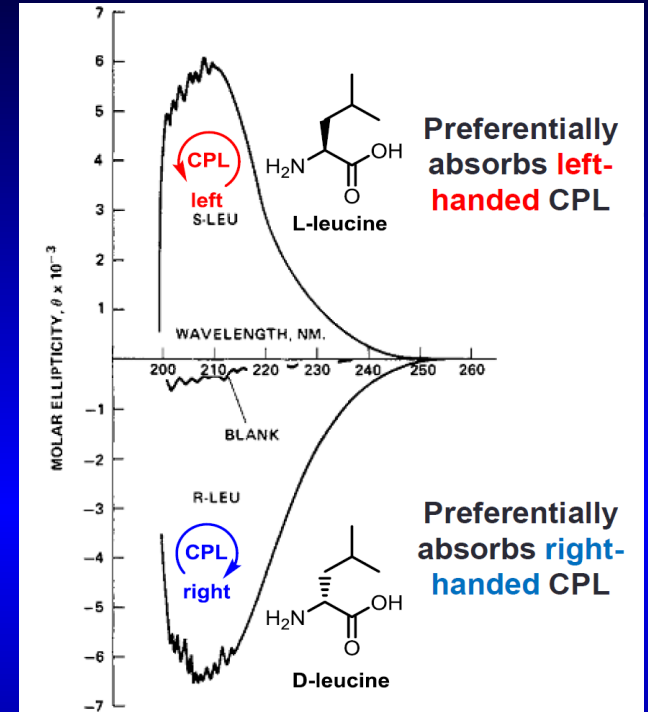 7
6
5
4
3
2
1
-1
-2
-3
-4
-5
-6
-7
MOLAR ELLIPTICITY, θ x 10⁻³
CPL
left
S-LEU
H₂N
OH
O
L-leucine
Preferentially
absorbs left-
handed CPL
WAVELENGTH, NM.
200 210 220 230 240 250 260
BLANK
R-LEU
CPL
right
H₂N
OH
O
D-leucine
Preferentially
absorbs right-
handed CPL